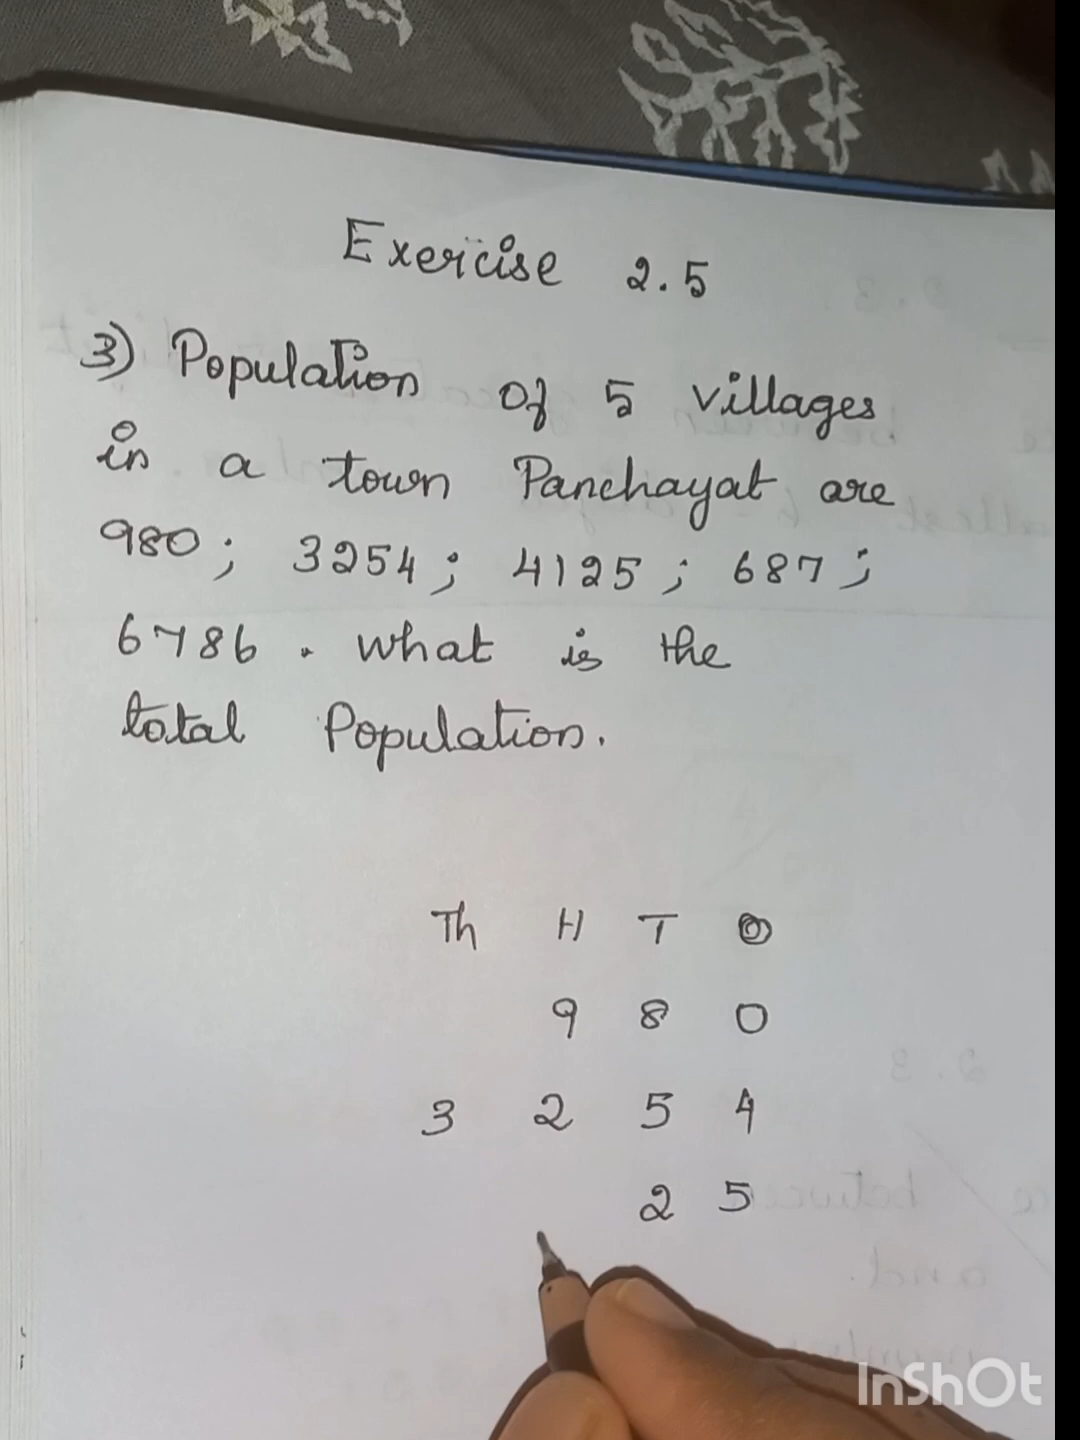 Exercise 2.5
3) Population of 5 villages
in a town Panchayat are
980; 3254; 4125; 687;
6786. What is the
total Population.
Th H T O
9 8 0
3 2 5 4
2 5
InShOt